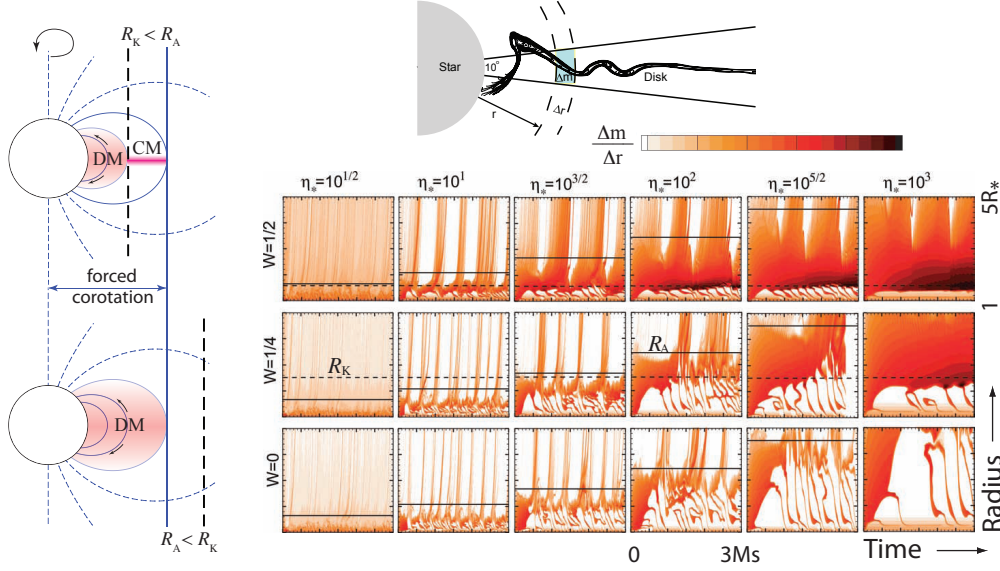 R_K < R_A
DM
CM
forced
corotation
DM
R_A < R_K
Star
10°
Δm
Disk
Δr
r
Δm
Δr
η_*=10^{1/2}
η_*=10^1
η_*=10^{3/2}
η_*=10^2
η_*=10^{5/2}
η_*=10^3
5R_*
W=1/2
W=1/4
R_K
R_A
1
W=0
Radius
0
3Ms
Time